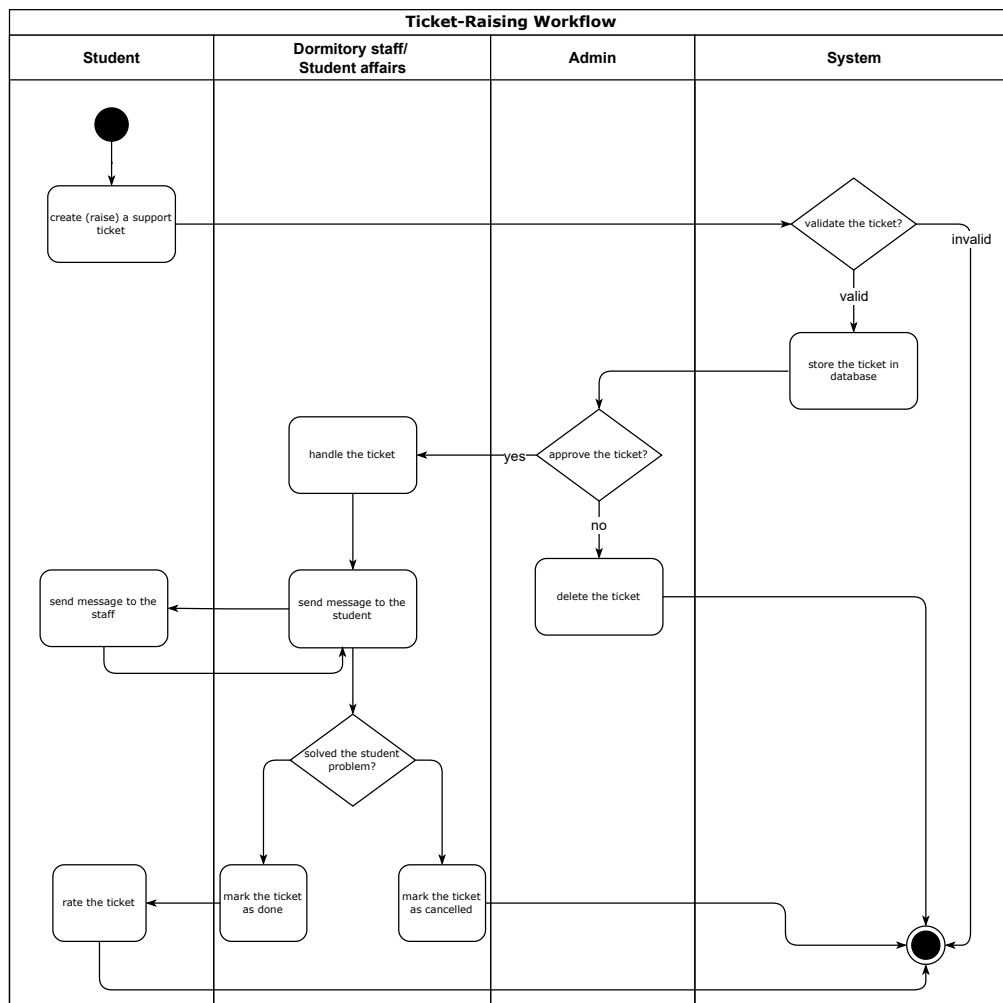 Ticket-Raising Workflow
Student
Dormitory staff/
Student affairs
Admin
System
create (raise) a support
ticket
validate the ticket?
invalid
valid
store the ticket in
database
handle the ticket
yes
approve the ticket?
no
send message to the
staff
send message to the
student
delete the ticket
solved the student
problem?
rate the ticket
mark the ticket
as done
mark the ticket
as cancelled